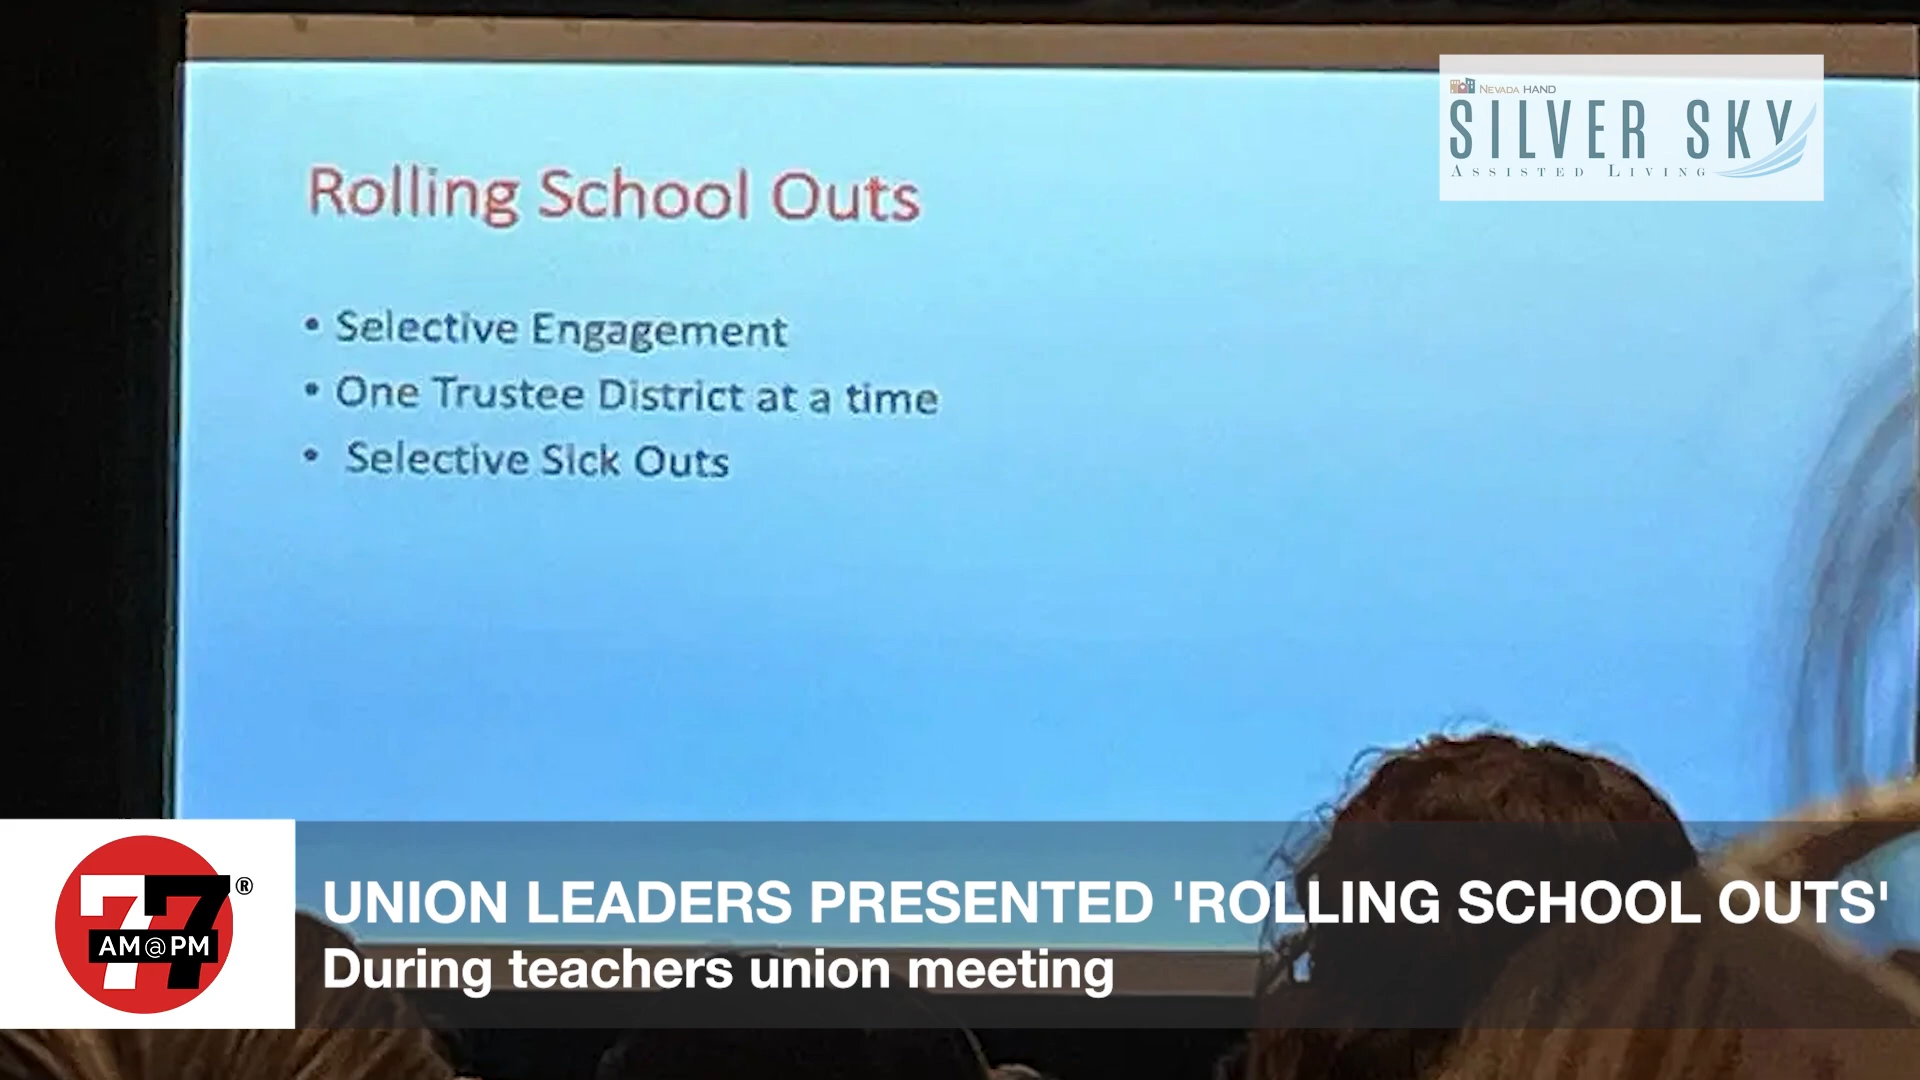 NEVADA HAND
SILVER SKY
ASSISTED LIVING
Rolling School Outs
• Selective Engagement
• One Trustee District at a time
• Selective Sick Outs
77
AM@PM
®
UNION LEADERS PRESENTED 'ROLLING SCHOOL OUTS'
During teachers union meeting